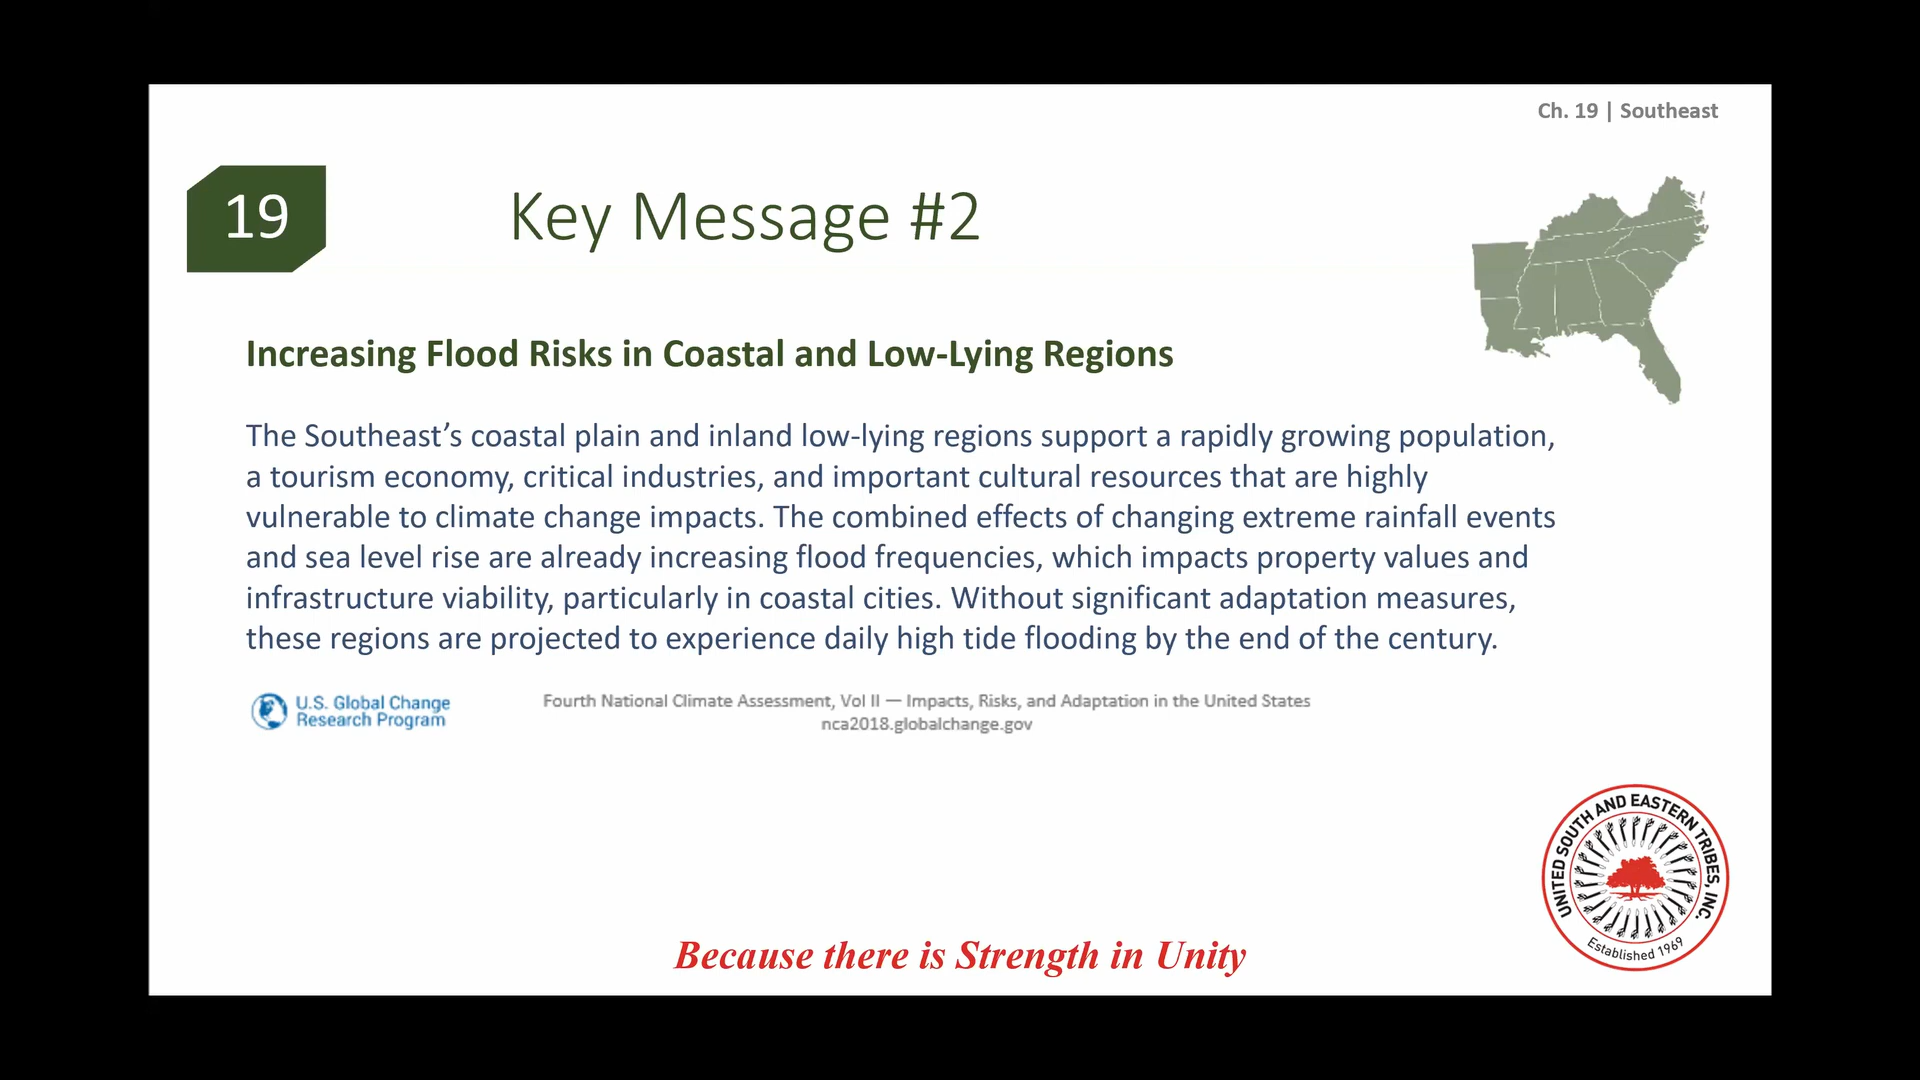 Ch. 19 | Southeast
19
Key Message #2
Increasing Flood Risks in Coastal and Low-Lying Regions
The Southeast’s coastal plain and inland low-lying regions support a rapidly growing population,
a tourism economy, critical industries, and important cultural resources that are highly
vulnerable to climate change impacts. The combined effects of changing extreme rainfall events
and sea level rise are already increasing flood frequencies, which impacts property values and
infrastructure viability, particularly in coastal cities. Without significant adaptation measures,
these regions are projected to experience daily high tide flooding by the end of the century.
U.S. Global Change
Research Program
Fourth National Climate Assessment, Vol II — Impacts, Risks, and Adaptation in the United States
nca2018.globalchange.gov
UNITED SOUTH AND EASTERN TRIBES, INC.
Established 1969
Because there is Strength in Unity